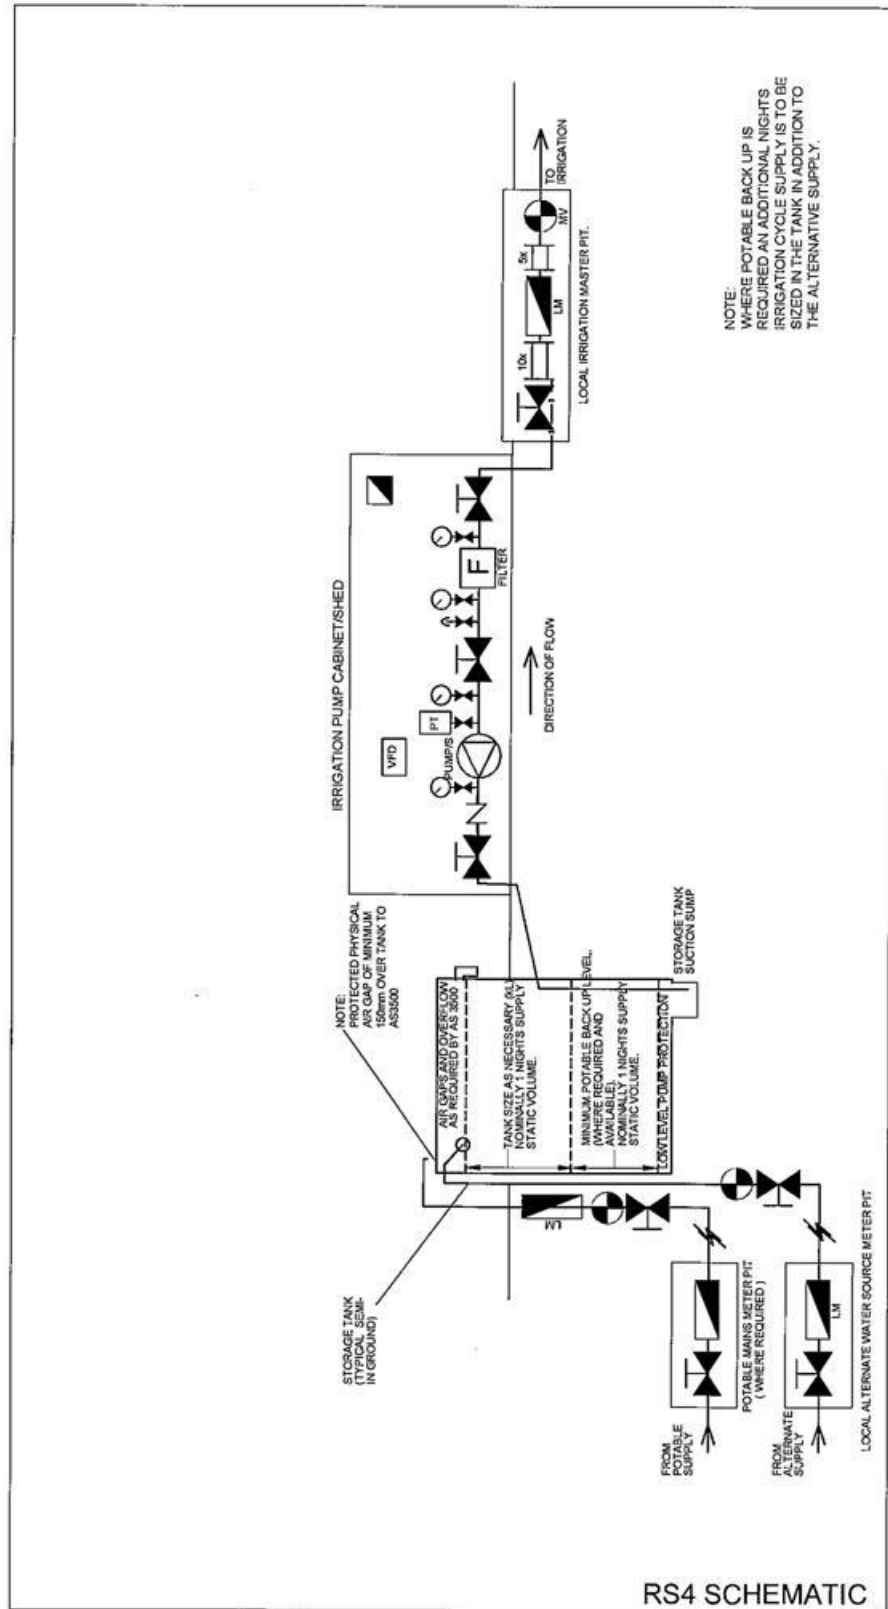 NOTE:
PROTECTED PHYSICAL
AIR GAP OF MINIMUM
150mm OVER TANK TO
AS3500
STORAGE TANK
(TYPICAL SEMI-
IN GROUND)
AIR GAPS AND OVERFLOW
AS REQUIRED BY AS 3500
TANK SIZE AS NECESSARY (KL)
NOMINALLY 1 NIGHTS SUPPLY
STATIC VOLUME.
MINIMUM POTABLE BACK UP LEVEL.
(WHERE REQUIRED AND
AVAILABLE).
NOMINALLY 1 NIGHTS SUPPLY
STATIC VOLUME.
LOW LEVEL PUMP PROTECTION
STORAGE TANK
SUCTION SUMP
LM
FROM
POTABLE
SUPPLY
POTABLE MAINS METER PIT
( WHERE REQUIRED )
FROM
ALTERNATE
SUPPLY
LM
LOCAL ALTERNATE WATER SOURCE METER PIT
IRRIGATION PUMP CABINET/SHED
VFD
PT
PUMP/S
F
FILTER
DIRECTION OF FLOW
10x
LM
5x
MV
TO
IRRIGATION
LOCAL IRRIGATION MASTER PIT.
NOTE:
WHERE POTABLE BACK UP IS
REQUIRED AN ADDITIONAL NIGHTS
IRRIGATION CYCLE SUPPLY IS TO BE
SIZED IN THE TANK IN ADDITION TO
THE ALTERNATIVE SUPPLY.
RS4 SCHEMATIC